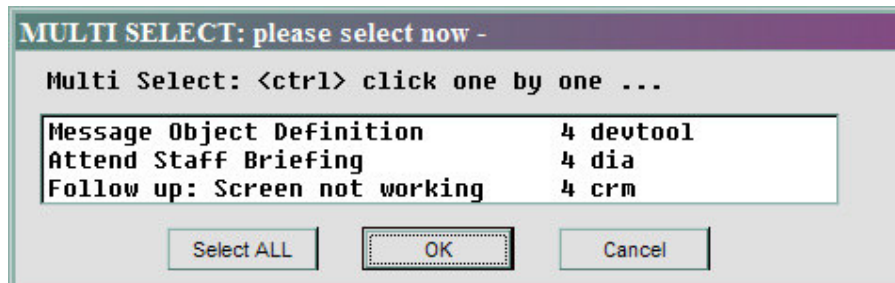 MULTI SELECT: please select now -
Multi Select: <ctrl> click one by one ...
Message Object Definition 4 devtool
Attend Staff Briefing 4 dia
Follow up: Screen not working 4 crm
Select ALL OK Cancel